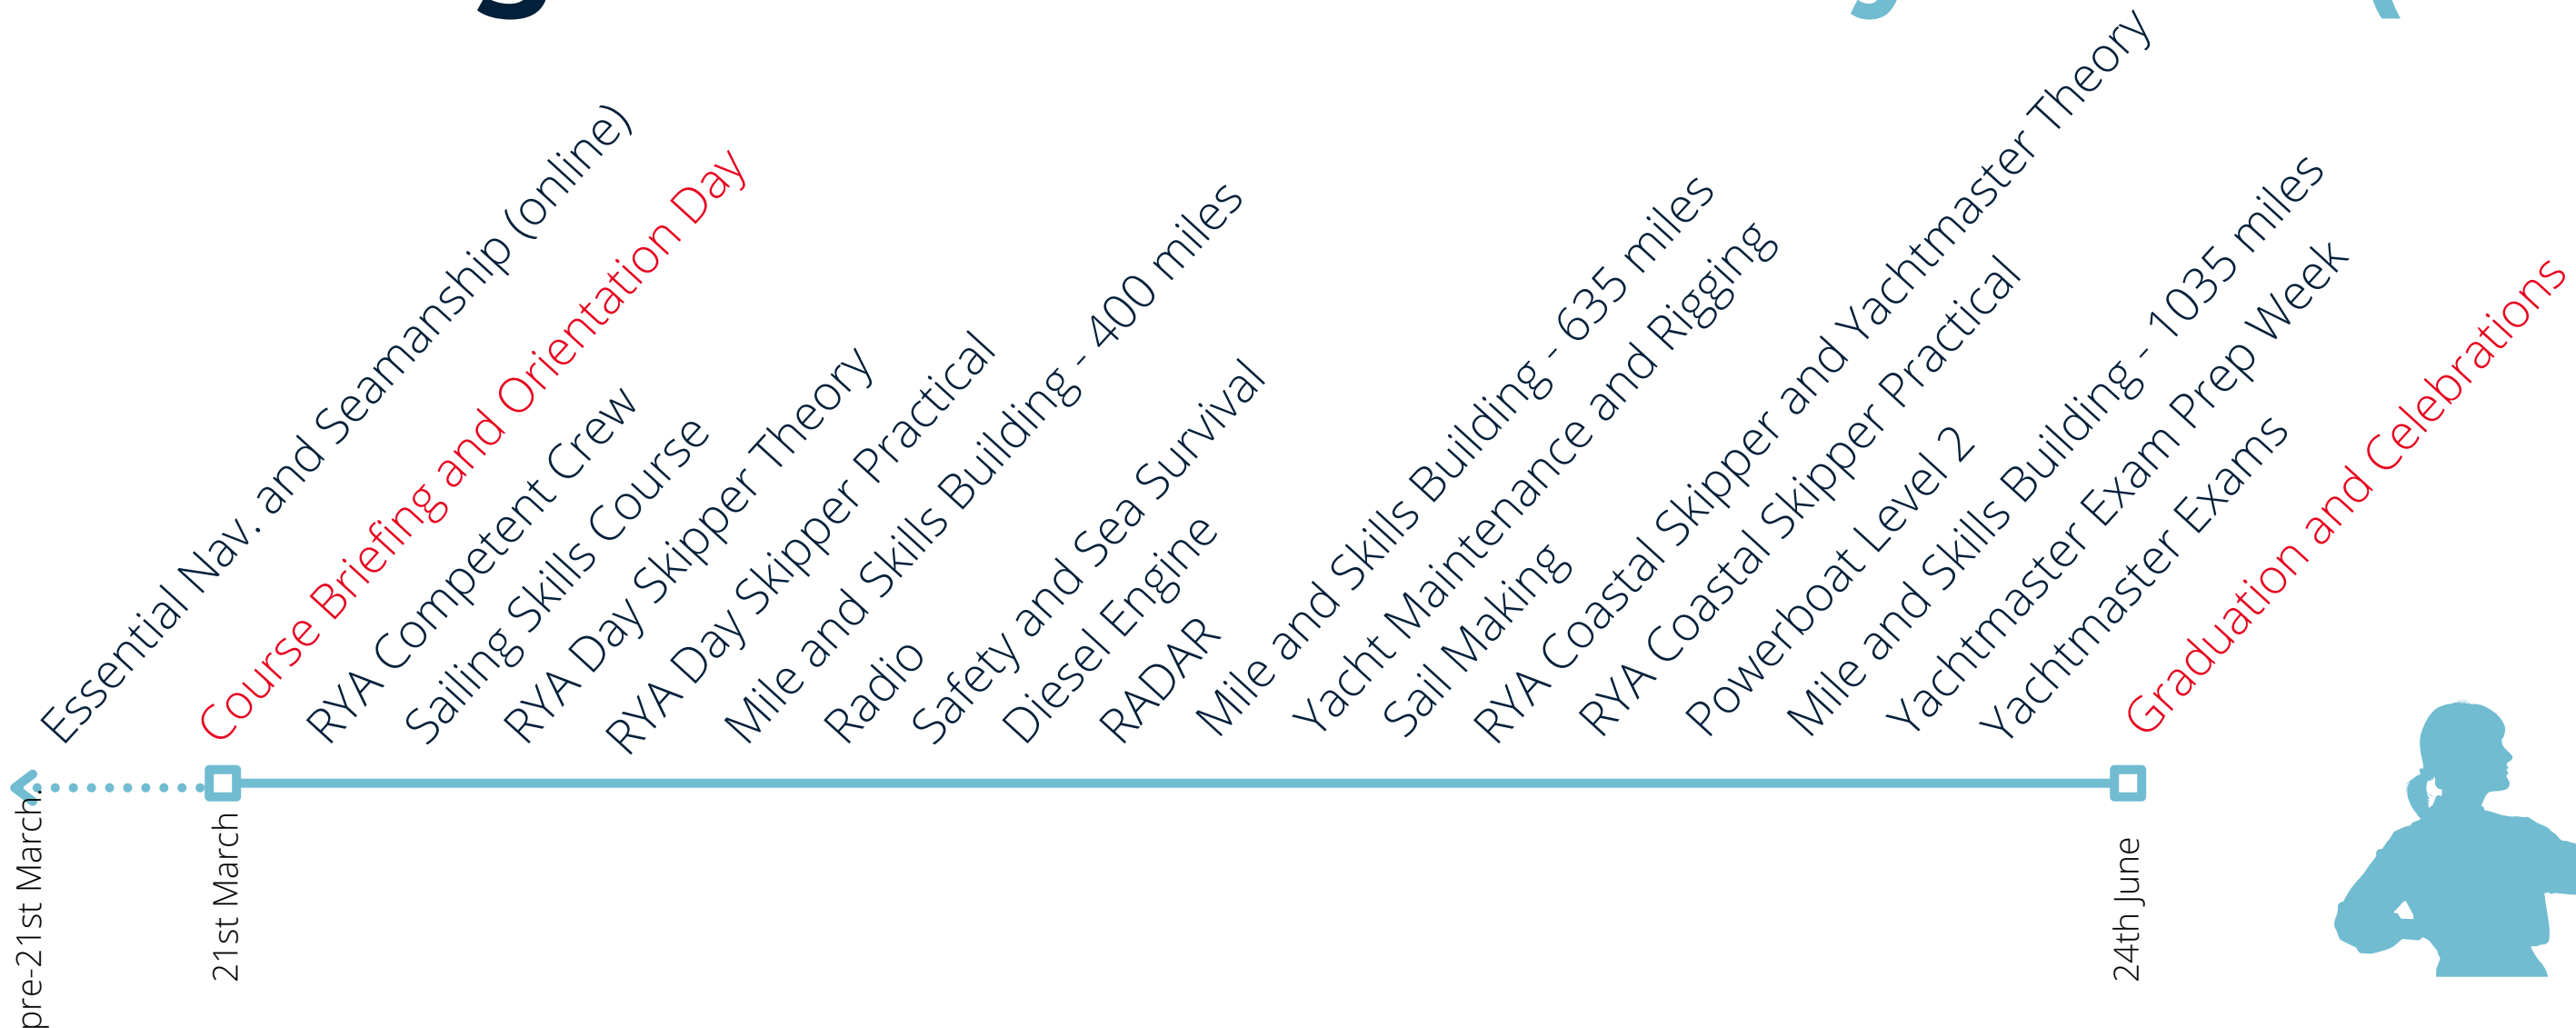 Essential Nav. and Seamanship (online)
Course Briefing and Orientation Day
RYA Competent Crew
Sailing Skills Course
RYA Day Skipper Theory
RYA Day Skipper Practical
Mile and Skills Building - 400 miles
Radio
Safety and Sea Survival
Diesel Engine
RADAR
Mile and Skills Building - 635 miles
Yacht Maintenance and Rigging
Sail Making
RYA Coastal Skipper and Yachtmaster Theory
RYA Coastal Skipper Practical
Powerboat Level 2
Mile and Skills Building - 1035 miles
Yachtmaster Exam Prep Week
Yachtmaster Exams
Graduation and Celebrations
pre-21st March.
21st March
24th June